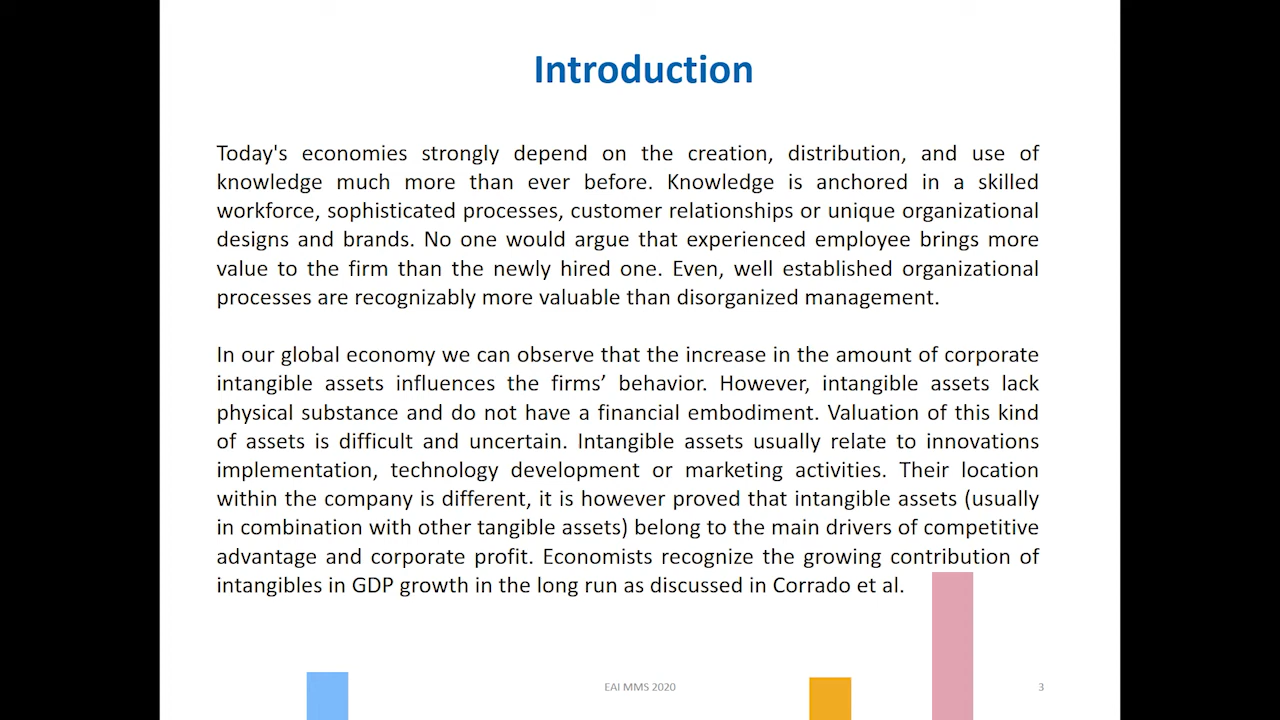 Introduction
Today's economies strongly depend on the creation, distribution, and use of
knowledge much more than ever before. Knowledge is anchored in a skilled
workforce, sophisticated processes, customer relationships or unique organizational
designs and brands. No one would argue that experienced employee brings more
value to the firm than the newly hired one. Even, well established organizational
processes are recognizably more valuable than disorganized management.
In our global economy we can observe that the increase in the amount of corporate
intangible assets influences the firms’ behavior. However, intangible assets lack
physical substance and do not have a financial embodiment. Valuation of this kind
of assets is difficult and uncertain. Intangible assets usually relate to innovations
implementation, technology development or marketing activities. Their location
within the company is different, it is however proved that intangible assets (usually
in combination with other tangible assets) belong to the main drivers of competitive
advantage and corporate profit. Economists recognize the growing contribution of
intangibles in GDP growth in the long run as discussed in Corrado et al.
EAI MMS 2020
3